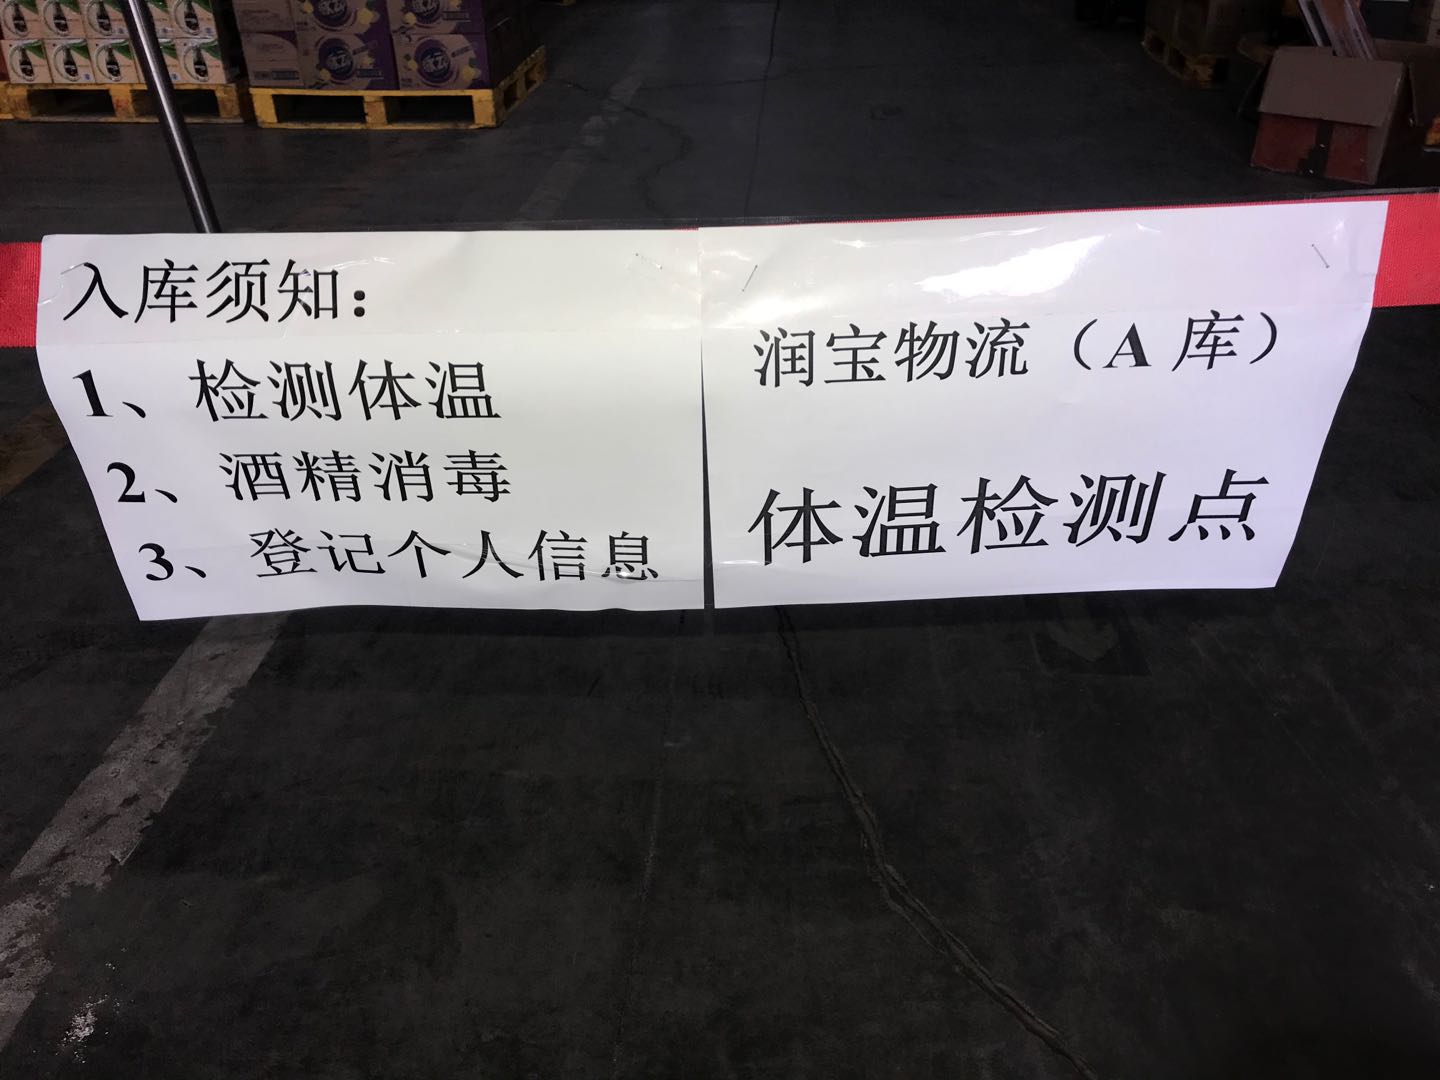 入库须知：
1、检测体温
2、酒精消毒
3、登记个人信息
润宝物流（A 库）
体温检测点